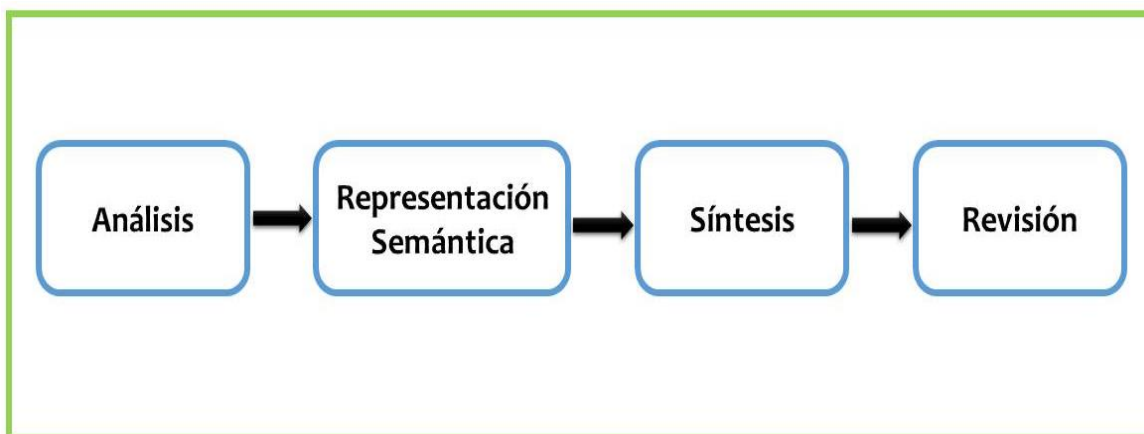 Análisis
Representación
Semántica
Síntesis
Revisión